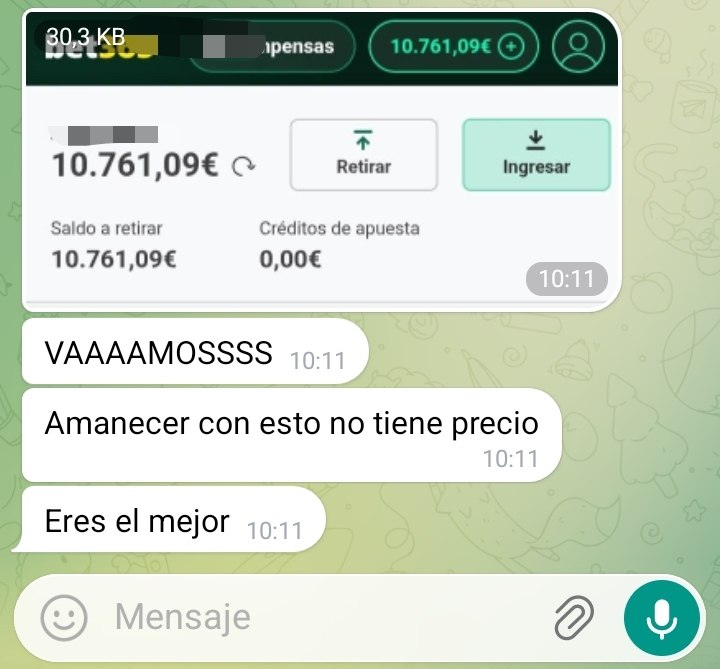 30,3 KB
bet365
mpensas
10.761,09€
10.761,09€
Retirar
Ingresar
Saldo a retirar
Créditos de apuesta
10.761,09€
0,00€
10:11
VAAAAMOSSSS 10:11
Amanecer con esto no tiene precio
10:11
Eres el mejor 10:11
Mensaje